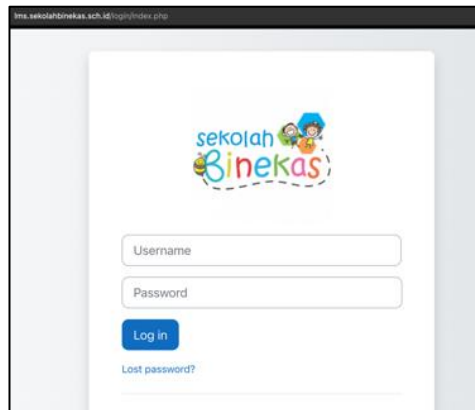 lms.sekolahbinekas.sch.id/login/index.php
sekolah
Binekas
Username
Password
Log in
Lost password?